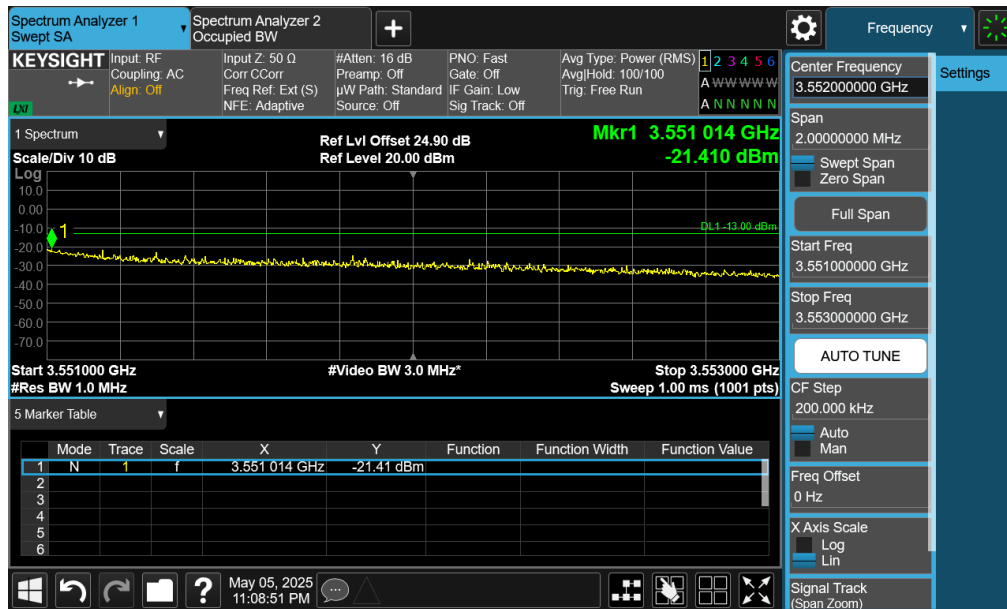 Spectrum Analyzer 1
Swept SA
Spectrum Analyzer 2
Occupied BW
Frequency
KEYSIGHT
LXI
Input: RF
Coupling: AC
Align: Off
Input Z: 50 Ω
Corr CCorr
Freq Ref: Ext (S)
NFE: Adaptive
#Atten: 16 dB
Preamp: Off
µW Path: Standard
Source: Off
PNO: Fast
Gate: Off
IF Gain: Low
Sig Track: Off
Avg Type: Power (RMS)
Avg|Hold: 100/100
Trig: Free Run
1 2 3 4 5 6
A W W W W W
A N N N N N
1 Spectrum
Scale/Div 10 dB
Ref Lvl Offset 24.90 dB
Ref Level 20.00 dBm
Mkr1 3.551 014 GHz
-21.410 dBm
Log
10.0
0.00
-10.0
-20.0
-30.0
-40.0
-50.0
-60.0
-70.0
1
DL1 -13.00 dBm
Start 3.551000 GHz
#Video BW 3.0 MHz*
Stop 3.553000 GHz
#Res BW 1.0 MHz
Sweep 1.00 ms (1001 pts)
5 Marker Table
Mode Trace Scale X Y Function Function Width Function Value
1 N 1 f 3.551 014 GHz -21.41 dBm
2
3
4
5
6
May 05, 2025
11:08:51 PM
Center Frequency
3.552000000 GHz
Settings
Span
2.00000000 MHz
Swept Span
Zero Span
Full Span
Start Freq
3.551000000 GHz
Stop Freq
3.553000000 GHz
AUTO TUNE
CF Step
200.000 kHz
Auto
Man
Freq Offset
0 Hz
X Axis Scale
Log
Lin
Signal Track
(Span Zoom)